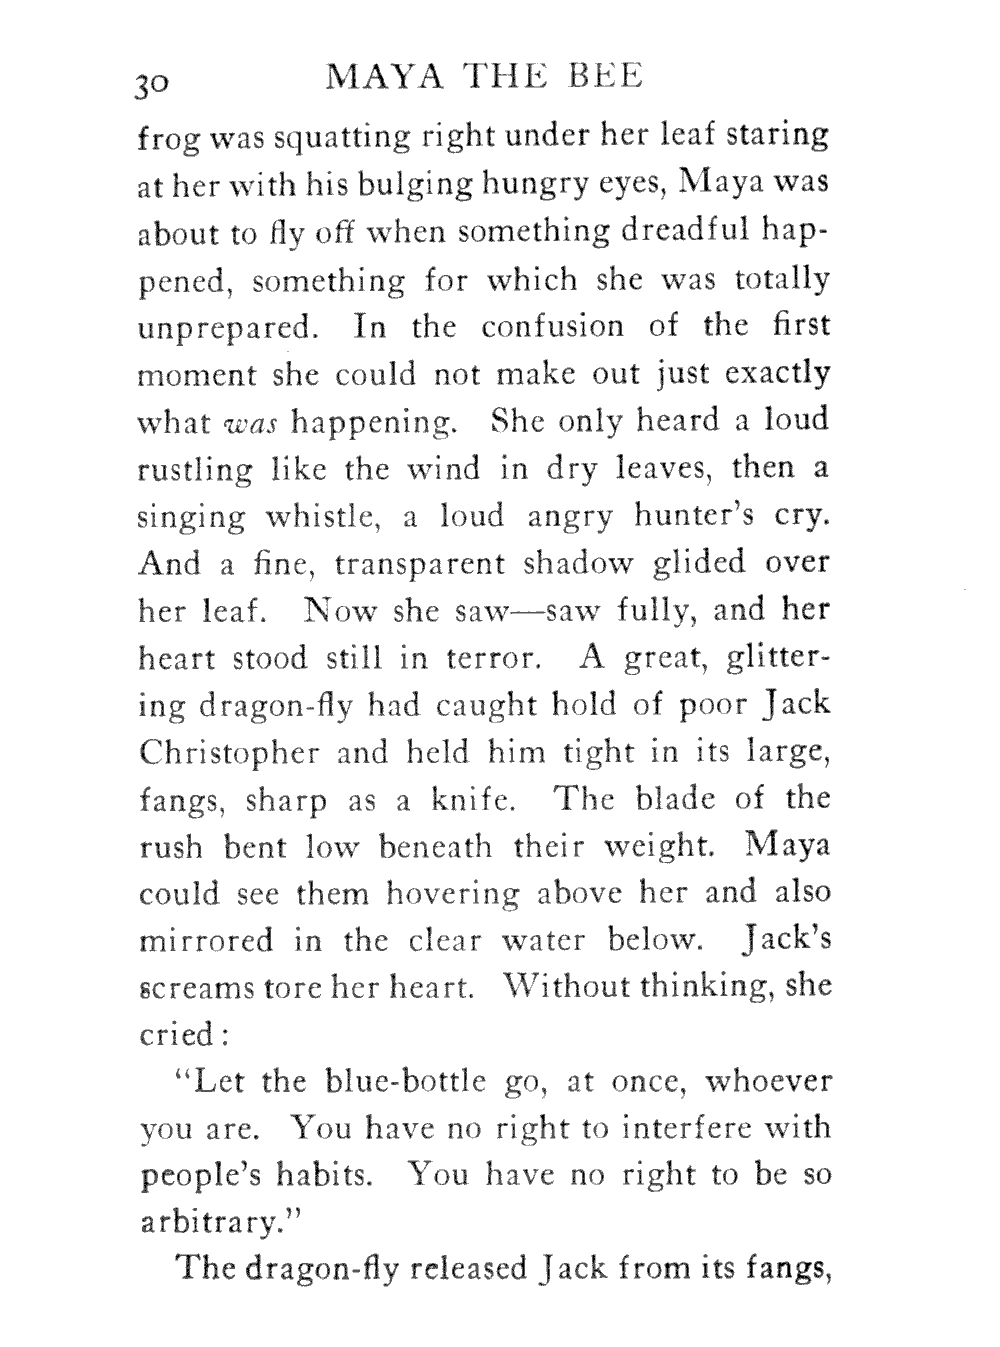 30 MAYA THE BEE
frog was squatting right under her leaf staring
at her with his bulging hungry eyes, Maya was
about to fly off when something dreadful hap-
pened, something for which she was totally
unprepared. In the confusion of the first
moment she could not make out just exactly
what was happening. She only heard a loud
rustling like the wind in dry leaves, then a
singing whistle, a loud angry hunter's cry.
And a fine, transparent shadow glided over
her leaf. Now she saw—saw fully, and her
heart stood still in terror. A great, glitter-
ing dragon-fly had caught hold of poor Jack
Christopher and held him tight in its large,
fangs, sharp as a knife. The blade of the
rush bent low beneath their weight. Maya
could see them hovering above her and also
mirrored in the clear water below. Jack's
screams tore her heart. Without thinking, she
cried:
"Let the blue-bottle go, at once, whoever
you are. You have no right to interfere with
people's habits. You have no right to be so
arbitrary."
The dragon-fly released Jack from its fangs,